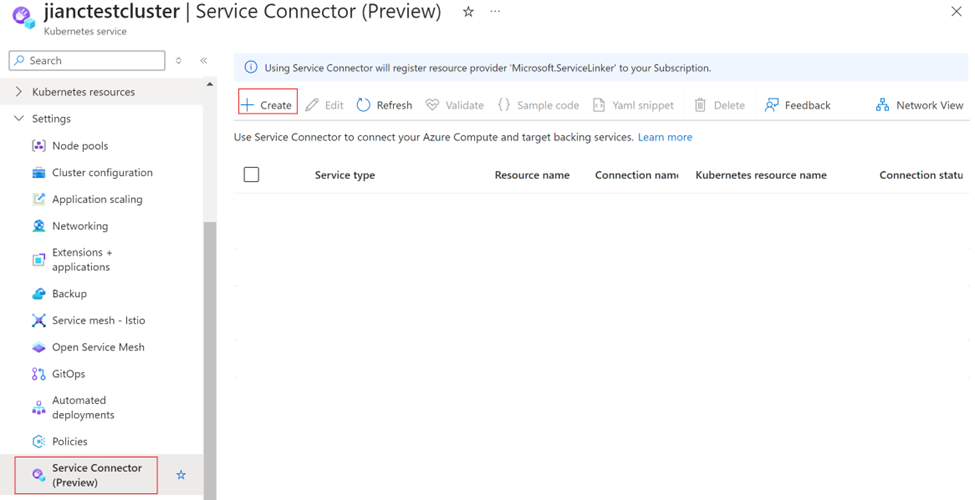 jianctestcluster | Service Connector (Preview) ☆ ···
Kubernetes service
Search
Kubernetes resources
Settings
Node pools
Cluster configuration
Application scaling
Networking
Extensions +
applications
Backup
Service mesh - Istio
Open Service Mesh
GitOps
Automated
deployments
Policies
Service Connector
(Preview)
Using Service Connector will register resource provider 'Microsoft.ServiceLinker' to your Subscription.
Create Edit Refresh Validate Sample code Yaml snippet Delete Feedback Network View
Use Service Connector to connect your Azure Compute and target backing services. Learn more
Service type Resource name Connection name Kubernetes resource name Connection statu